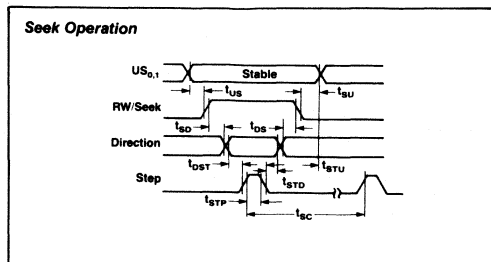 Seek Operation
US0,1 Stable
tUS tSU
RW/Seek
tSD tDS
Direction
tDST tSTD tSTU
Step
tSTP tSC